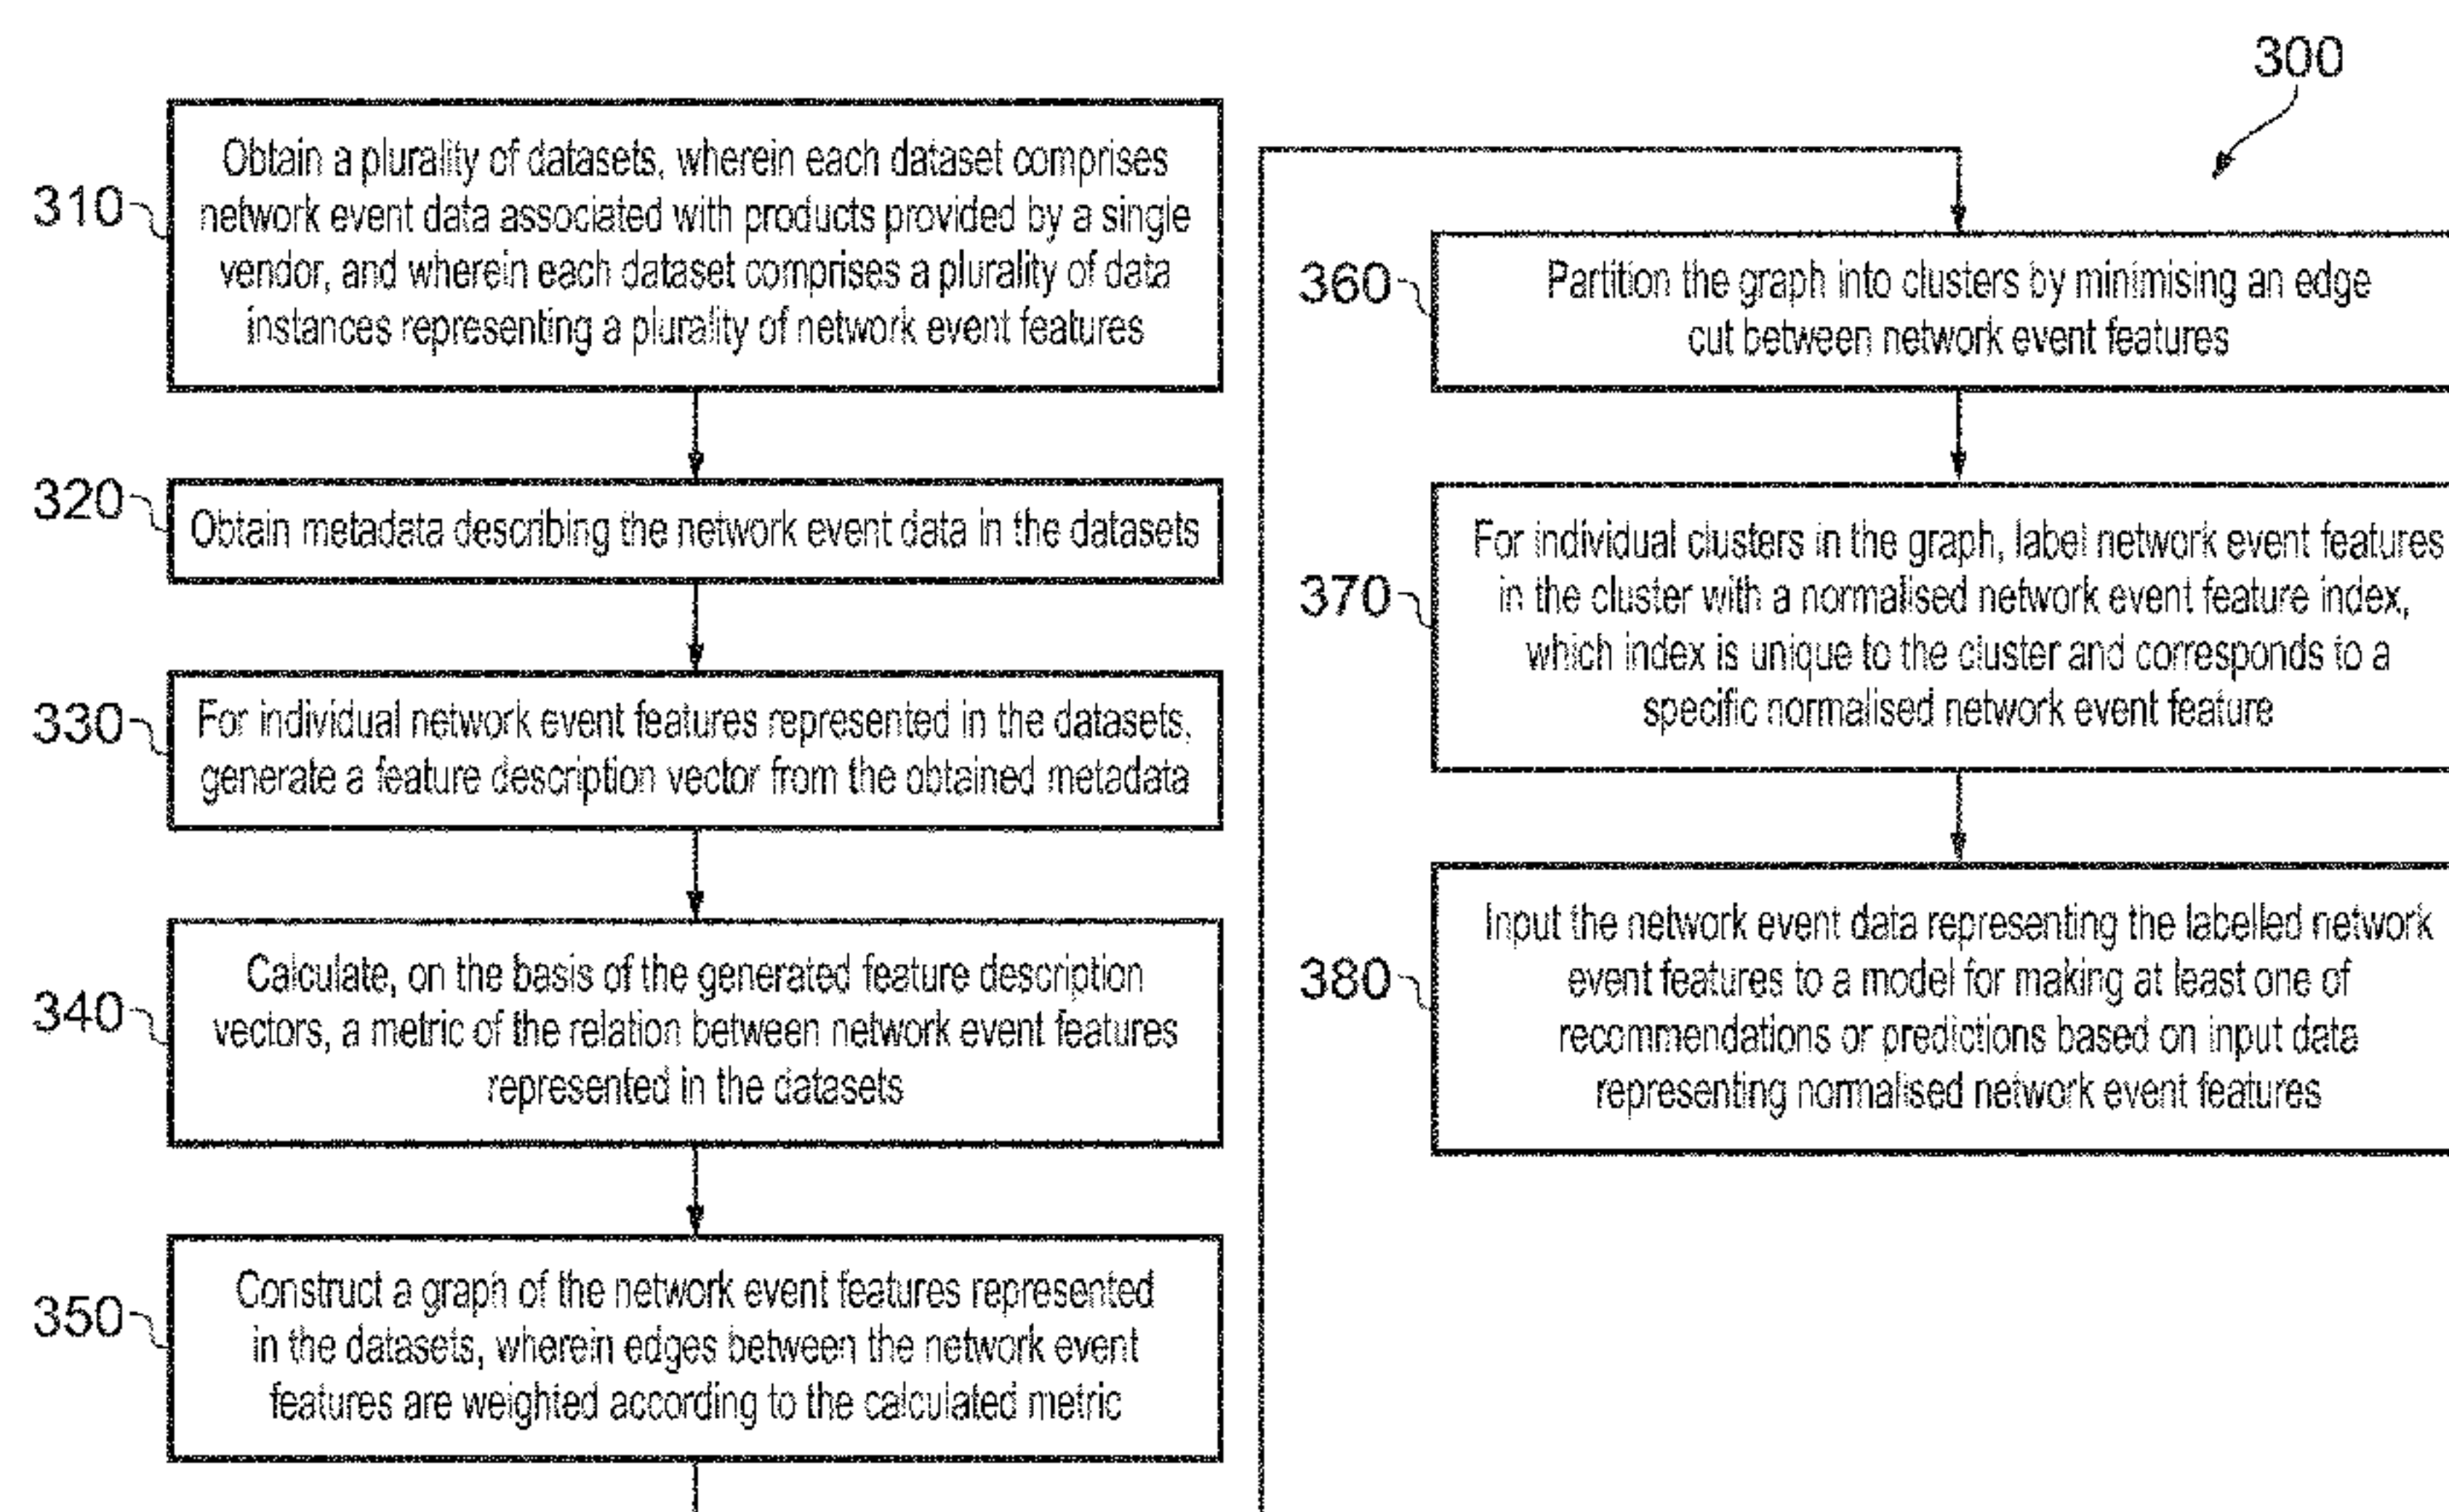 300
310
Obtain a plurality of datasets, wherein each dataset comprises
network event data associated with products provided by a single
vendor, and wherein each dataset comprises a plurality of data
instances representing a plurality of network event features
320
Obtain metadata describing the network event data in the datasets
330
For individual network event features represented in the datasets,
generate a feature description vector from the obtained metadata
340
Calculate, on the basis of the generated feature description
vectors, a metric of the relation between network event features
represented in the datasets
350
Construct a graph of the network event features represented
in the datasets, wherein edges between the network event
features are weighted according to the calculated metric
360
Partition the graph into clusters by minimising an edge
cut between network event features
370
For individual clusters in the graph, label network event features
in the cluster with a normalised network event feature index,
which index is unique to the cluster and corresponds to a
specific normalised network event feature
380
Input the network event data representing the labelled network
event features to a model for making at least one of
recommendations or predictions based on input data
representing normalised network event features